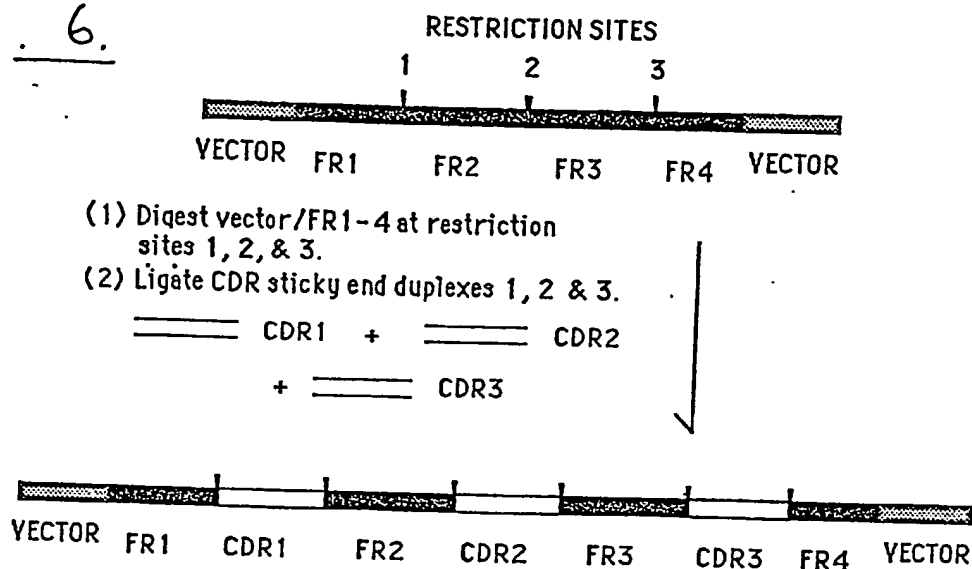 . 6.
RESTRICTION SITES
1 2 3
VECTOR FR1 FR2 FR3 FR4 VECTOR
(1) Digest vector/FR1-4 at restriction
sites 1, 2, & 3.
(2) Ligate CDR sticky end duplexes 1, 2 & 3.
CDR1 + CDR2
+ CDR3
VECTOR FR1 CDR1 FR2 CDR2 FR3 CDR3 FR4 VECTOR